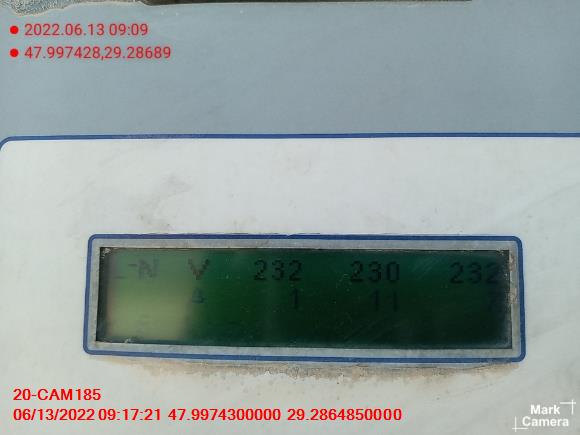 2022.06.13 09:09
47.997428,29.28689
L-N V 232 230 232
A 1 11
20-CAM185
06/13/2022 09:17:21 47.9974300000 29.2864850000
Mark
Camera